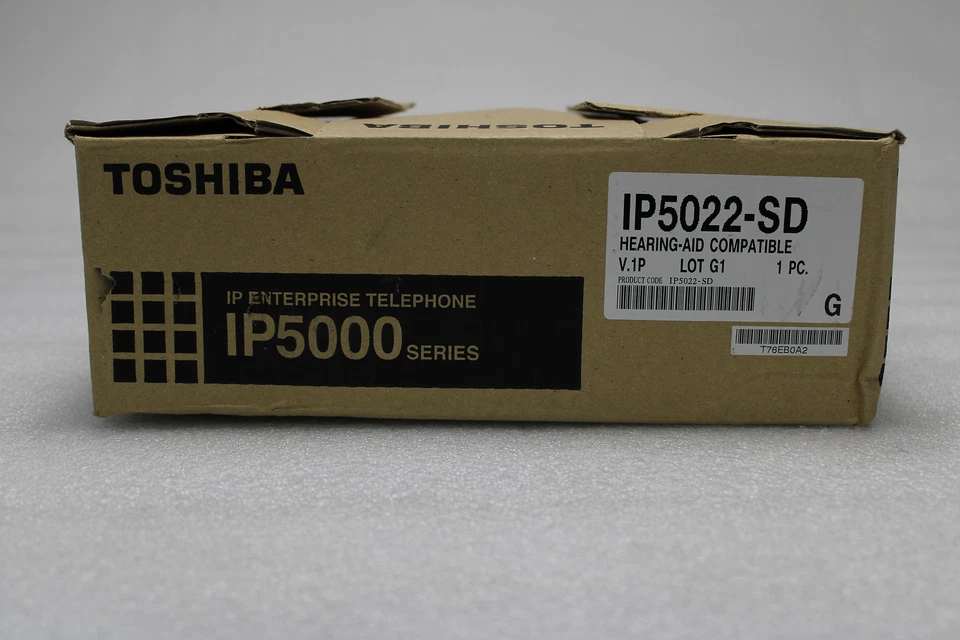 TOSHIBA
TOSHIBA
IP ENTERPRISE TELEPHONE
IP5000 SERIES
IP5022-SD
HEARING-AID COMPATIBLE
V.1P LOT G1 1 PC.
PRODUCT CODE IP5022-SD
G
T76EB0A2